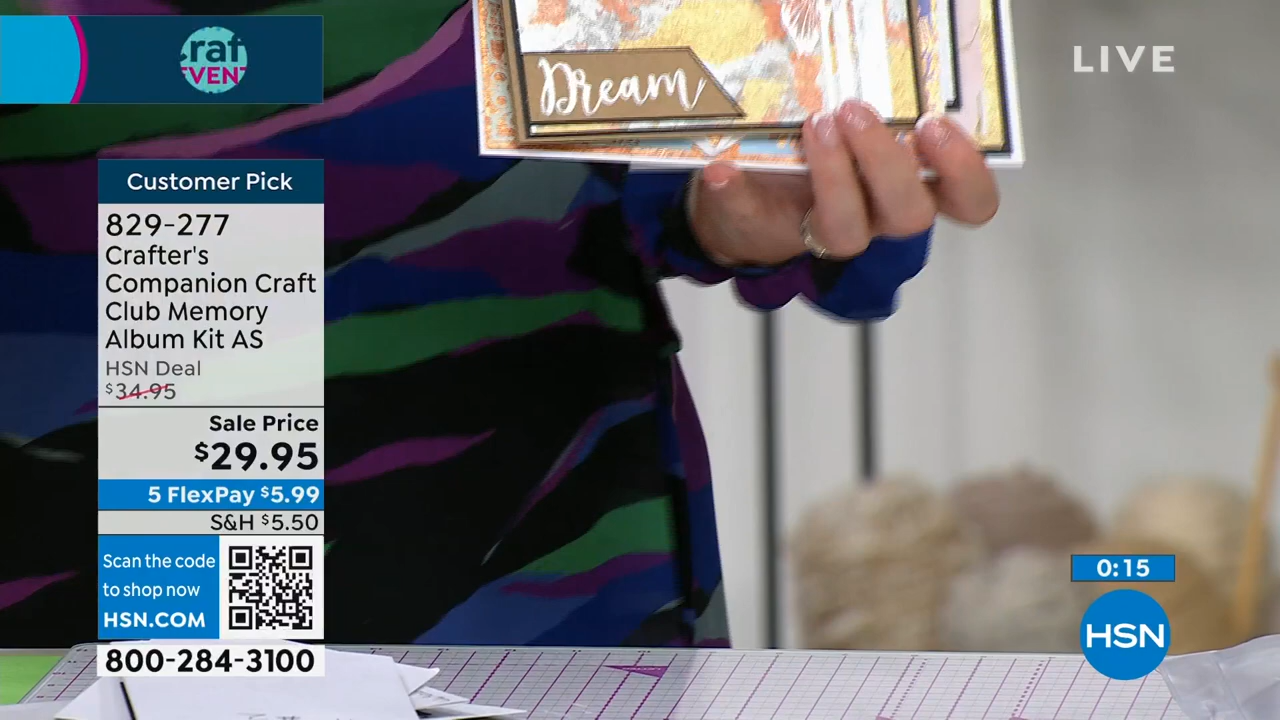 raf
VENT
LIVE
Dream
Customer Pick
829-277
Crafter's
Companion Craft
Club Memory
Album Kit AS
HSN Deal
$34.95
Sale Price
$29.95
5 FlexPay $5.99
S&H $5.50
Scan the code
to shop now
HSN.COM
800-284-3100
0:15
HSN